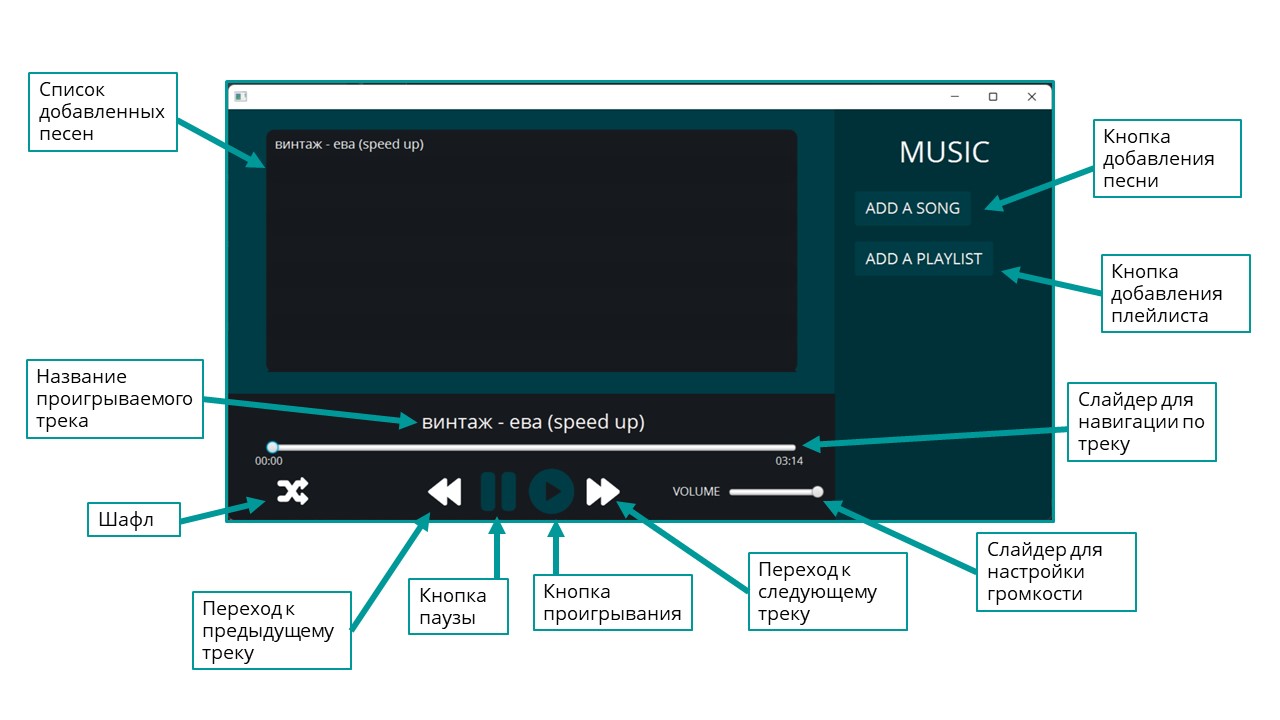 Список
добавленных
песен
винтаж - ева (speed up)
MUSIC
ADD A SONG
ADD A PLAYLIST
Кнопка
добавления
песни
Кнопка
добавления
плейлиста
Название
проигрываемого
трека
винтаж - ева (speed up)
00:00
03:14
VOLUME
Слайдер для
навигации по
треку
Шафл
Переход к
предыдущему
треку
Кнопка
паузы
Кнопка
проигрывания
Переход к
следующему
треку
Слайдер для
настройки
громкости